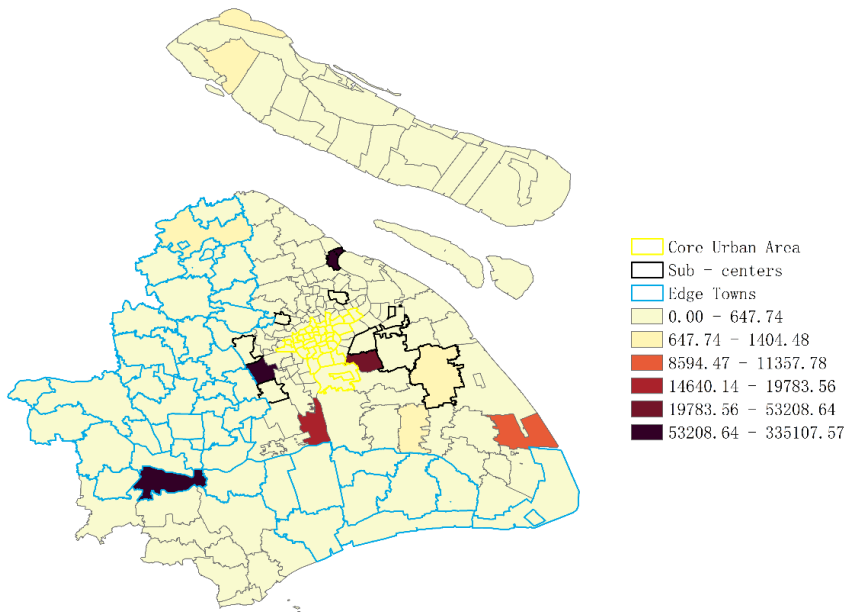 Core Urban Area
Sub - centers
Edge Towns
0.00 - 647.74
647.74 - 1404.48
8594.47 - 11357.78
14640.14 - 19783.56
19783.56 - 53208.64
53208.64 - 335107.57